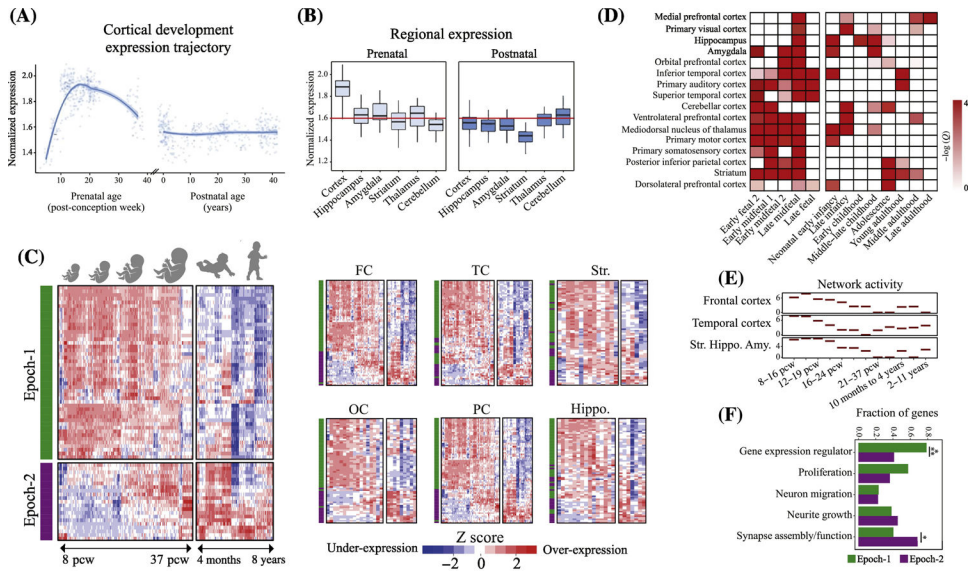 (A)
Cortical development
expression trajectory
Normalized expression
2.0
1.8
1.6
1.4
0 10 20 30 40
0 10 20 30 40
Prenatal age
(post-conception week)
Postnatal age
(years)
(B)
Regional expression
Prenatal
Postnatal
Normalized expression
2.0
1.8
1.6
1.4
Cortex
Hippocampus
Amygdala
Striatum
Thalamus
Cerebellum
Cortex
Hippocampus
Amygdala
Striatum
Thalamus
Cerebellum
(C)
Epoch-1
Epoch-2
8 pcw
37 pcw
4 months
8 years
FC
TC
Str.
OC
PC
Hippo.
Z score
Under-expression
Over-expression
−2 0 2
(D)
Medial prefrontal cortex
Primary visual cortex
Hippocampus
Amygdala
Orbital prefrontal cortex
Inferior temporal cortex
Primary auditory cortex
Superior temporal cortex
Cerebellar cortex
Ventrolateral prefrontal cortex
Mediodorsal nucleus of thalamus
Primary motor cortex
Primary somatosensory cortex
Posterior inferior parietal cortex
Striatum
Dorsolateral prefrontal cortex
Early fetal 2
Early midfetal 1
Early midfetal 2
Late midfetal
Late fetal
Neonatal early infancy
Late infancy
Early childhood
Middle–late childhood
Adolescence
Young adulthood
Middle adulthood
Late adulthood
4
−log (Q)
0
(E)
Network activity
Frontal cortex
6
0
Temporal cortex
6
0
Str. Hippo. Amy.
4
0
8–16 pcw
12–19 pcw
16–24 pcw
21–37 pcw
10 months to 4 years
2–11 years
(F)
Fraction of genes
0.0
0.2
0.4
0.6
0.8
Gene expression regulator
**
Proliferation
Neuron migration
Neurite growth
Synapse assembly/function
*
Epoch-1
Epoch-2